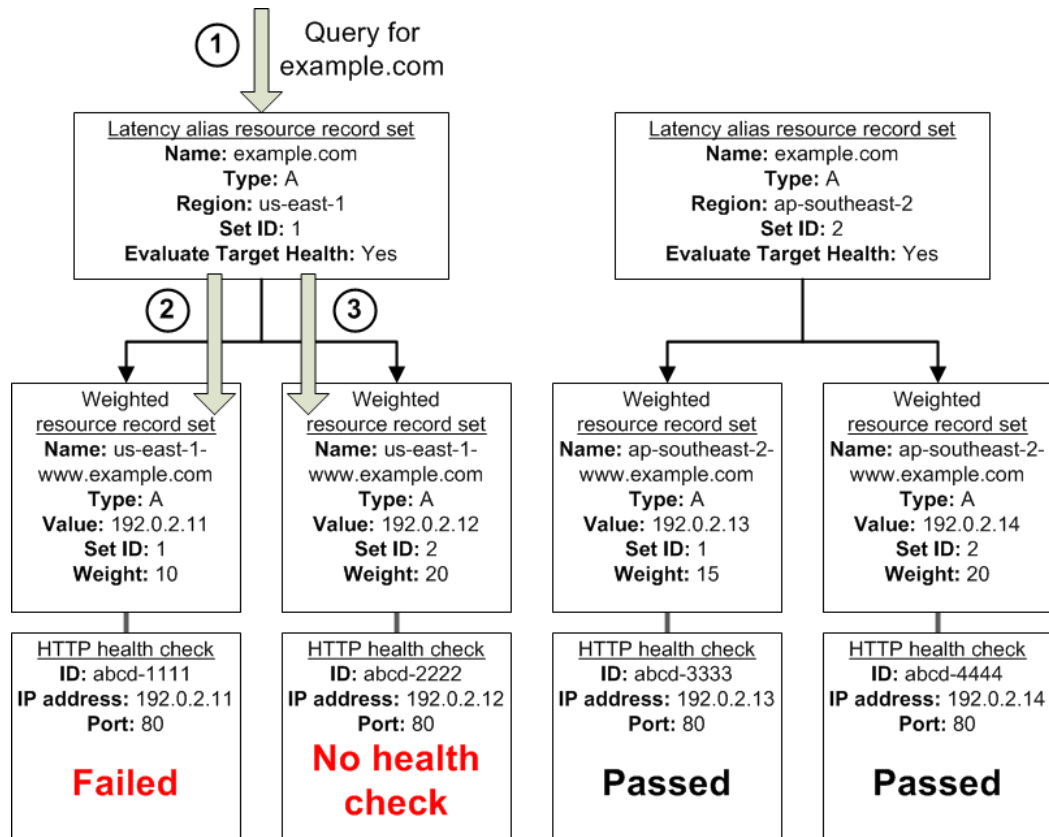 1
Query for
example.com
Latency alias resource record set
Name: example.com
Type: A
Region: us-east-1
Set ID: 1
Evaluate Target Health: Yes
Latency alias resource record set
Name: example.com
Type: A
Region: ap-southeast-2
Set ID: 2
Evaluate Target Health: Yes
2
3
Weighted
resource record set
Name: us-east-1-
www.example.com
Type: A
Value: 192.0.2.11
Set ID: 1
Weight: 10
Weighted
resource record set
Name: us-east-1-
www.example.com
Type: A
Value: 192.0.2.12
Set ID: 2
Weight: 20
Weighted
resource record set
Name: ap-southeast-2-
www.example.com
Type: A
Value: 192.0.2.13
Set ID: 1
Weight: 15
Weighted
resource record set
Name: ap-southeast-2-
www.example.com
Type: A
Value: 192.0.2.14
Set ID: 2
Weight: 20
HTTP health check
ID: abcd-1111
IP address: 192.0.2.11
Port: 80
Failed
HTTP health check
ID: abcd-2222
IP address: 192.0.2.12
Port: 80
No health
check
HTTP health check
ID: abcd-3333
IP address: 192.0.2.13
Port: 80
Passed
HTTP health check
ID: abcd-4444
IP address: 192.0.2.14
Port: 80
Passed